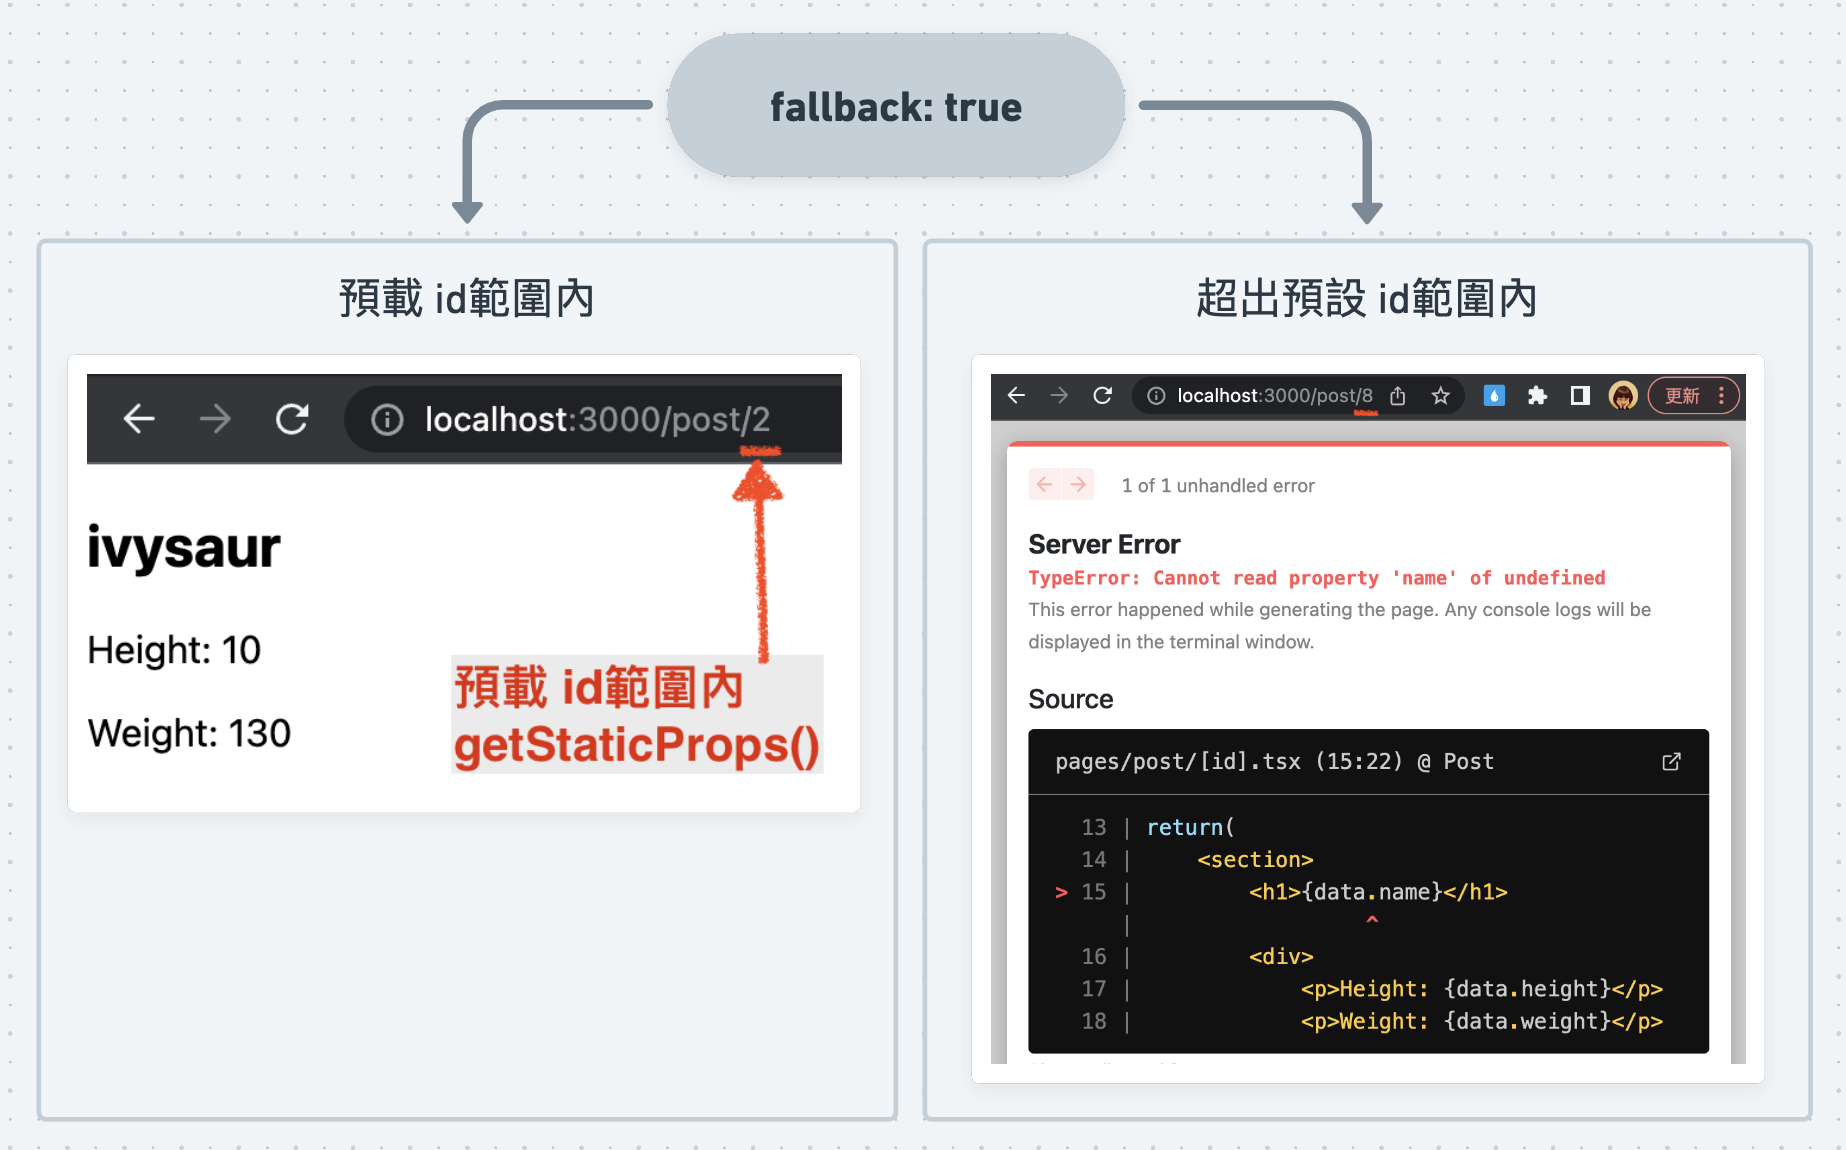 fallback: true
預載 id範圍內
localhost:3000/post/2
ivysaur
Height: 10
Weight: 130
預載 id範圍內
getStaticProps()
超出預設 id範圍內
localhost:3000/post/8
更新
1 of 1 unhandled error
Server Error
TypeError: Cannot read property 'name' of undefined
This error happened while generating the page. Any console logs will be
displayed in the terminal window.
Source
pages/post/[id].tsx (15:22) @ Post
13 | return(
14 | <section>
> 15 | <h1>{data.name}</h1>
| ^
16 | <div>
17 | <p>Height: {data.height}</p>
18 | <p>Weight: {data.weight}</p>